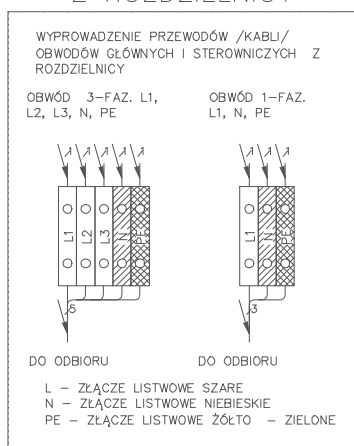 Z ROZDZIELNICY
WYPROWADZENIE PRZEWODÓW /KABLI/
OBWODÓW GŁÓWNYCH I STEROWNICZYCH Z
ROZDZIELNICY
OBWÓD 3-FAZ. L1,
L2, L3, N, PE
OBWÓD 1-FAZ.
L1, N, PE
L1 L2 L3 N PE
L1 N PE
5
3
DO ODBIORU
DO ODBIORU
L – ZŁĄCZE LISTWOWE SZARE
N – ZŁĄCZE LISTWOWE NIEBIESKIE
PE – ZŁĄCZE LISTWOWE ŻÓŁTO – ZIELONE